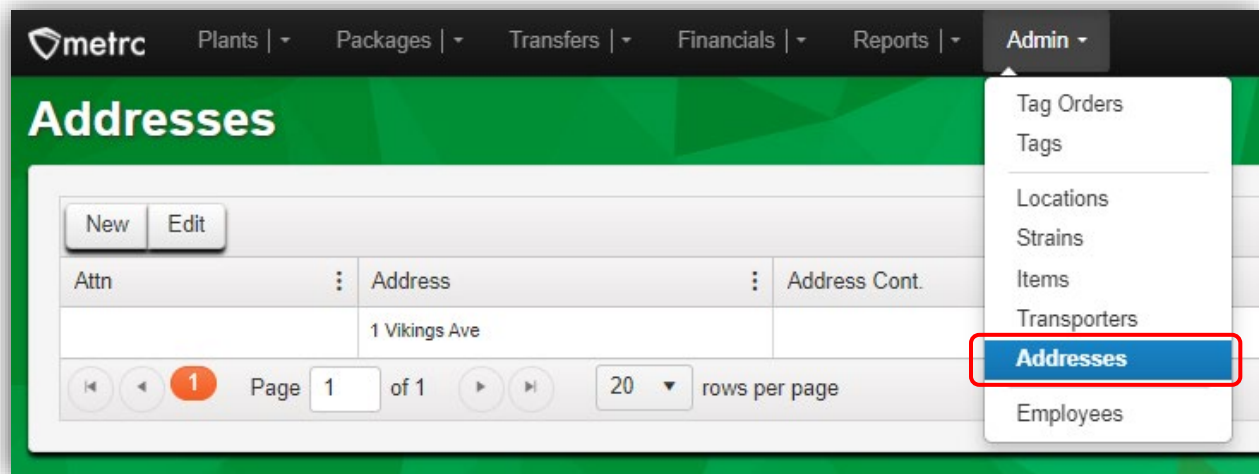 metrc Plants | Packages | Transfers | Financials | Reports | Admin
Addresses
Tag Orders
Tags
Locations
Strains
Items
Transporters
Addresses
Employees
New Edit
Attn Address Address Cont.
1 Vikings Ave
1 Page 1 of 1 20 rows per page